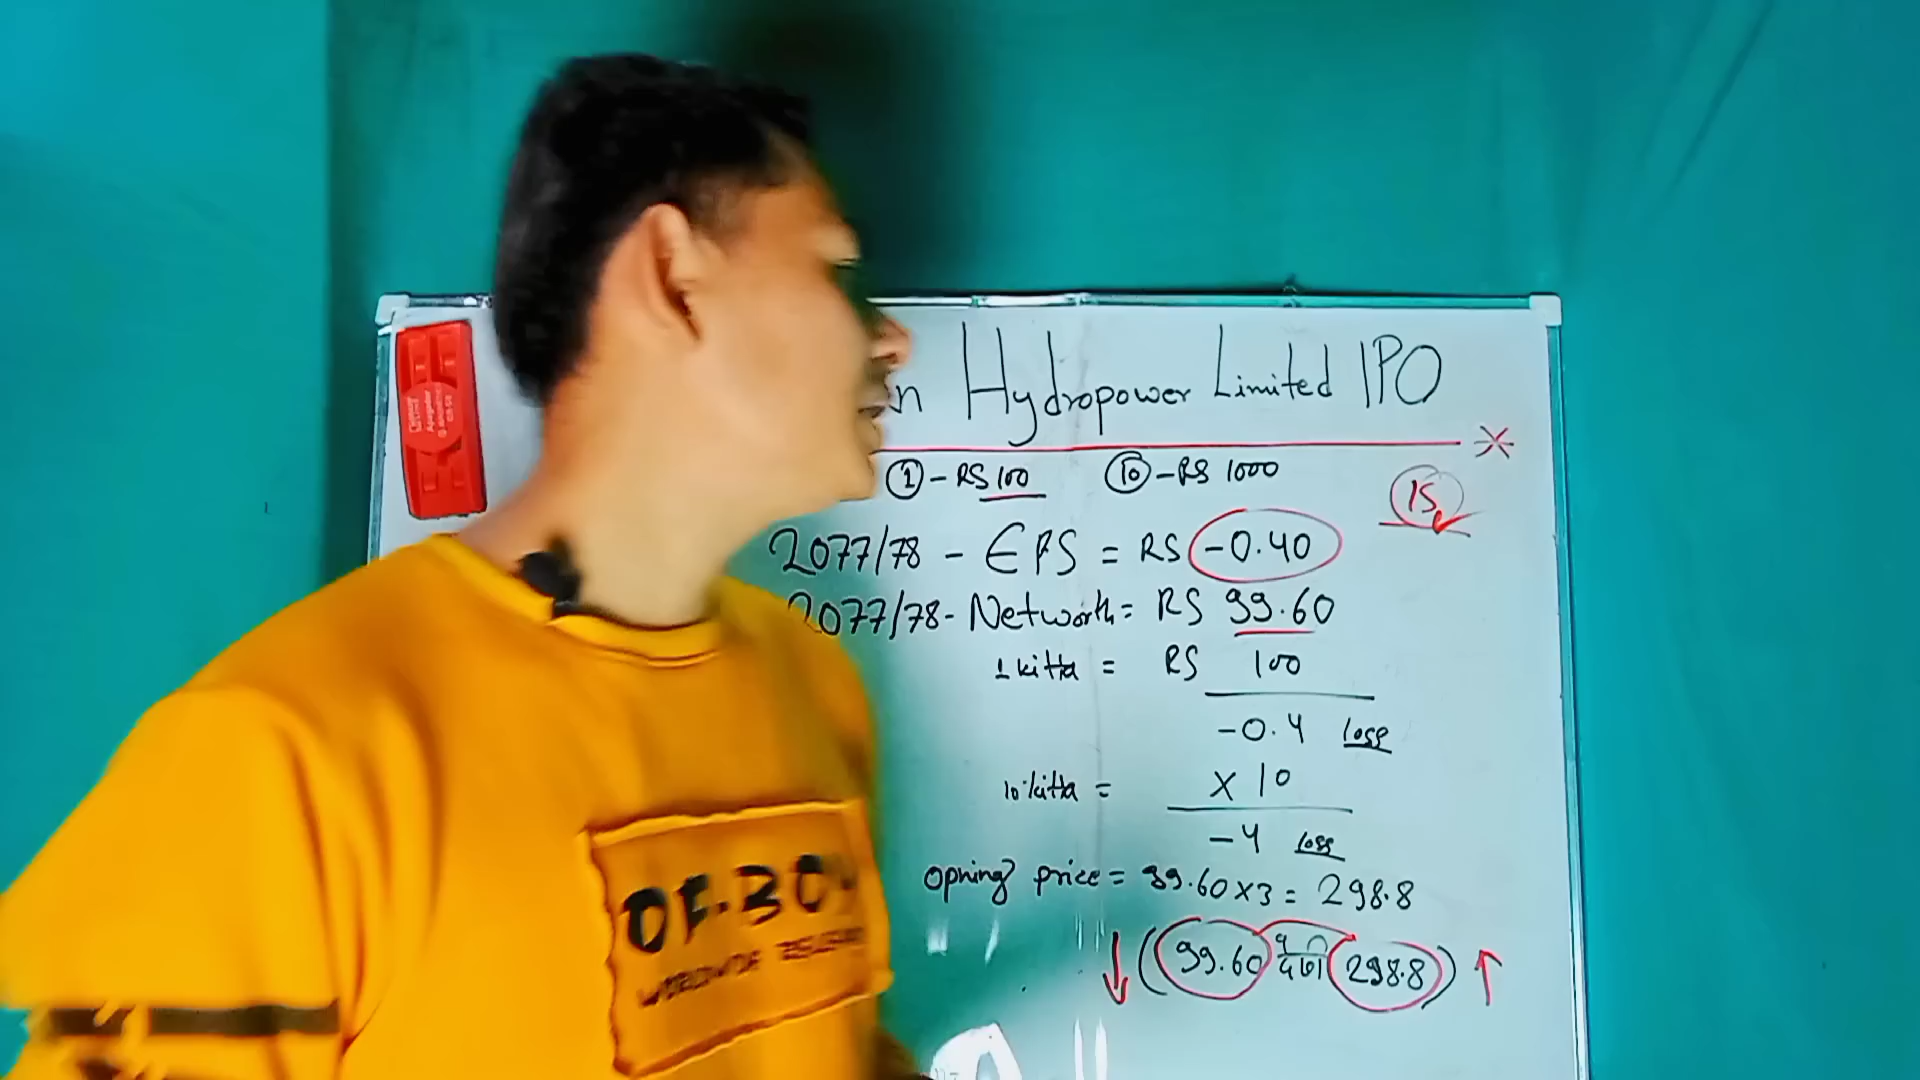 n Hydropower Limited IPO
① - RS 100 ⑩ - RS 1000
15
2077/78 - EPS = RS -0.40
2077/78 - Networth = RS 99.60
1 kitta = RS 100
-0.4 loss
10 kitta = x 10
-4 loss
opning price = 99.60 x 3 = 298.8
(99.60 298.8)
OF.BO